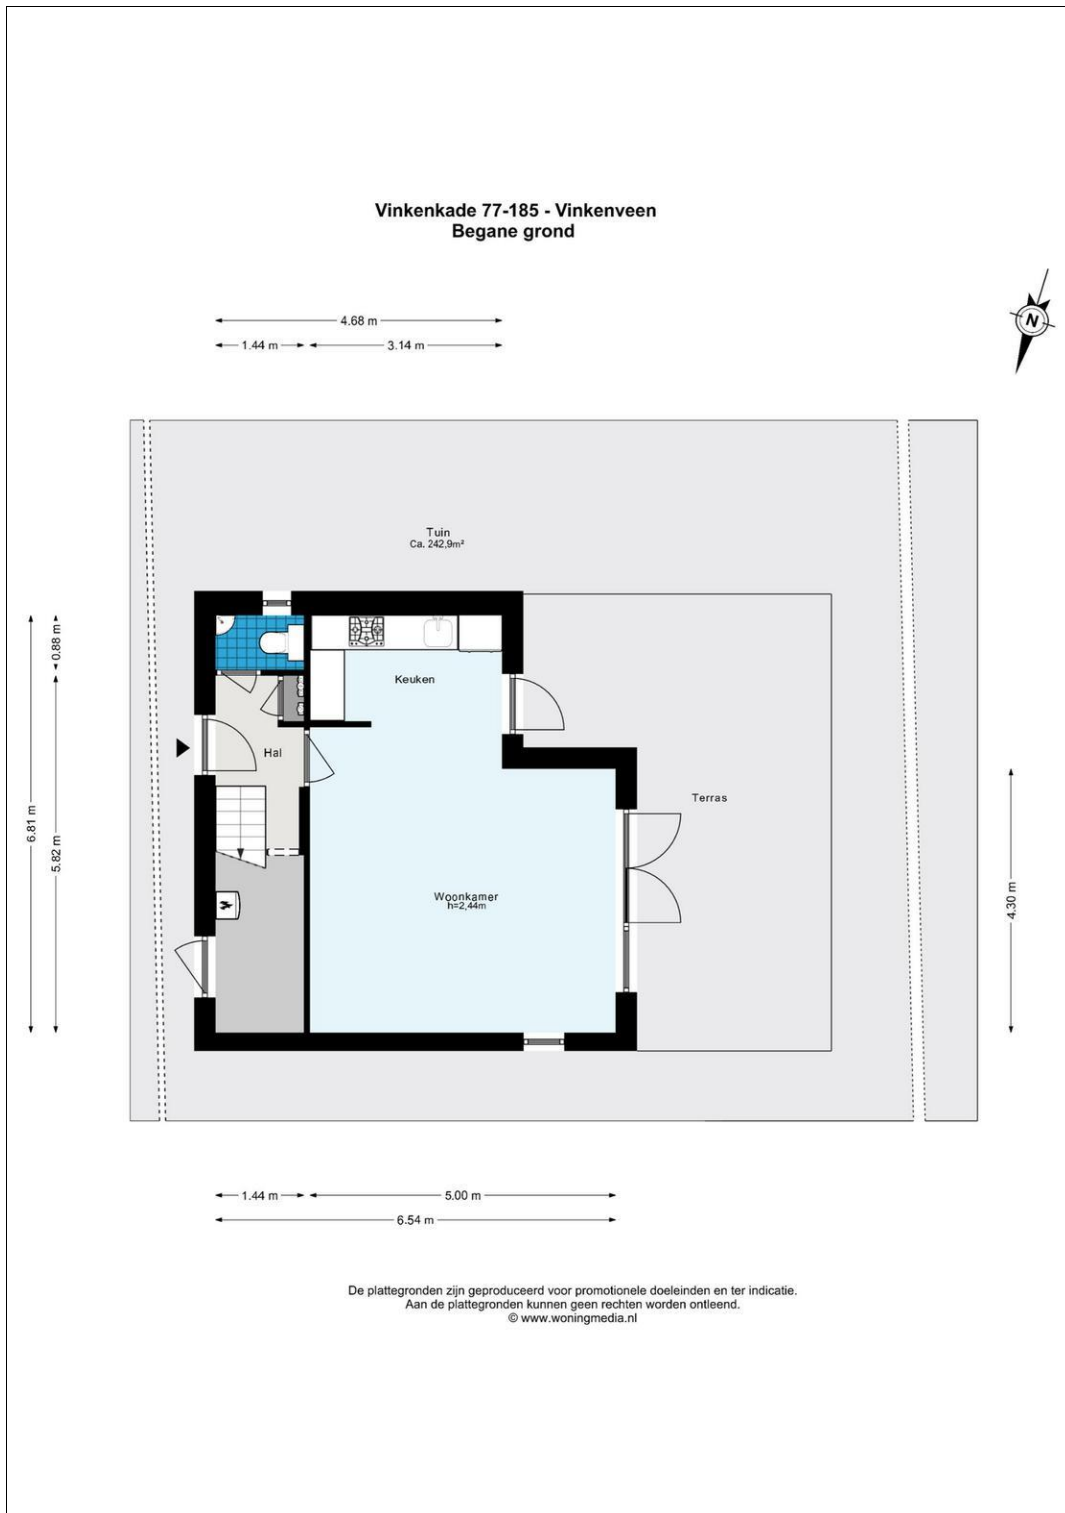 Vinkenkade 77-185 - Vinkenveen
Begane grond
N
4.68 m
1.44 m
3.14 m
Tuin
Ca. 242,9m²
0.88 m
Keuken
Hal
Terras
6.81 m
5.82 m
4.30 m
Woonkamer
h=2,44m
1.44 m
5.00 m
6.54 m
De plattegronden zijn geproduceerd voor promotionele doeleinden en ter indicatie.
Aan de plattegronden kunnen geen rechten worden ontleend.
© www.woningmedia.nl